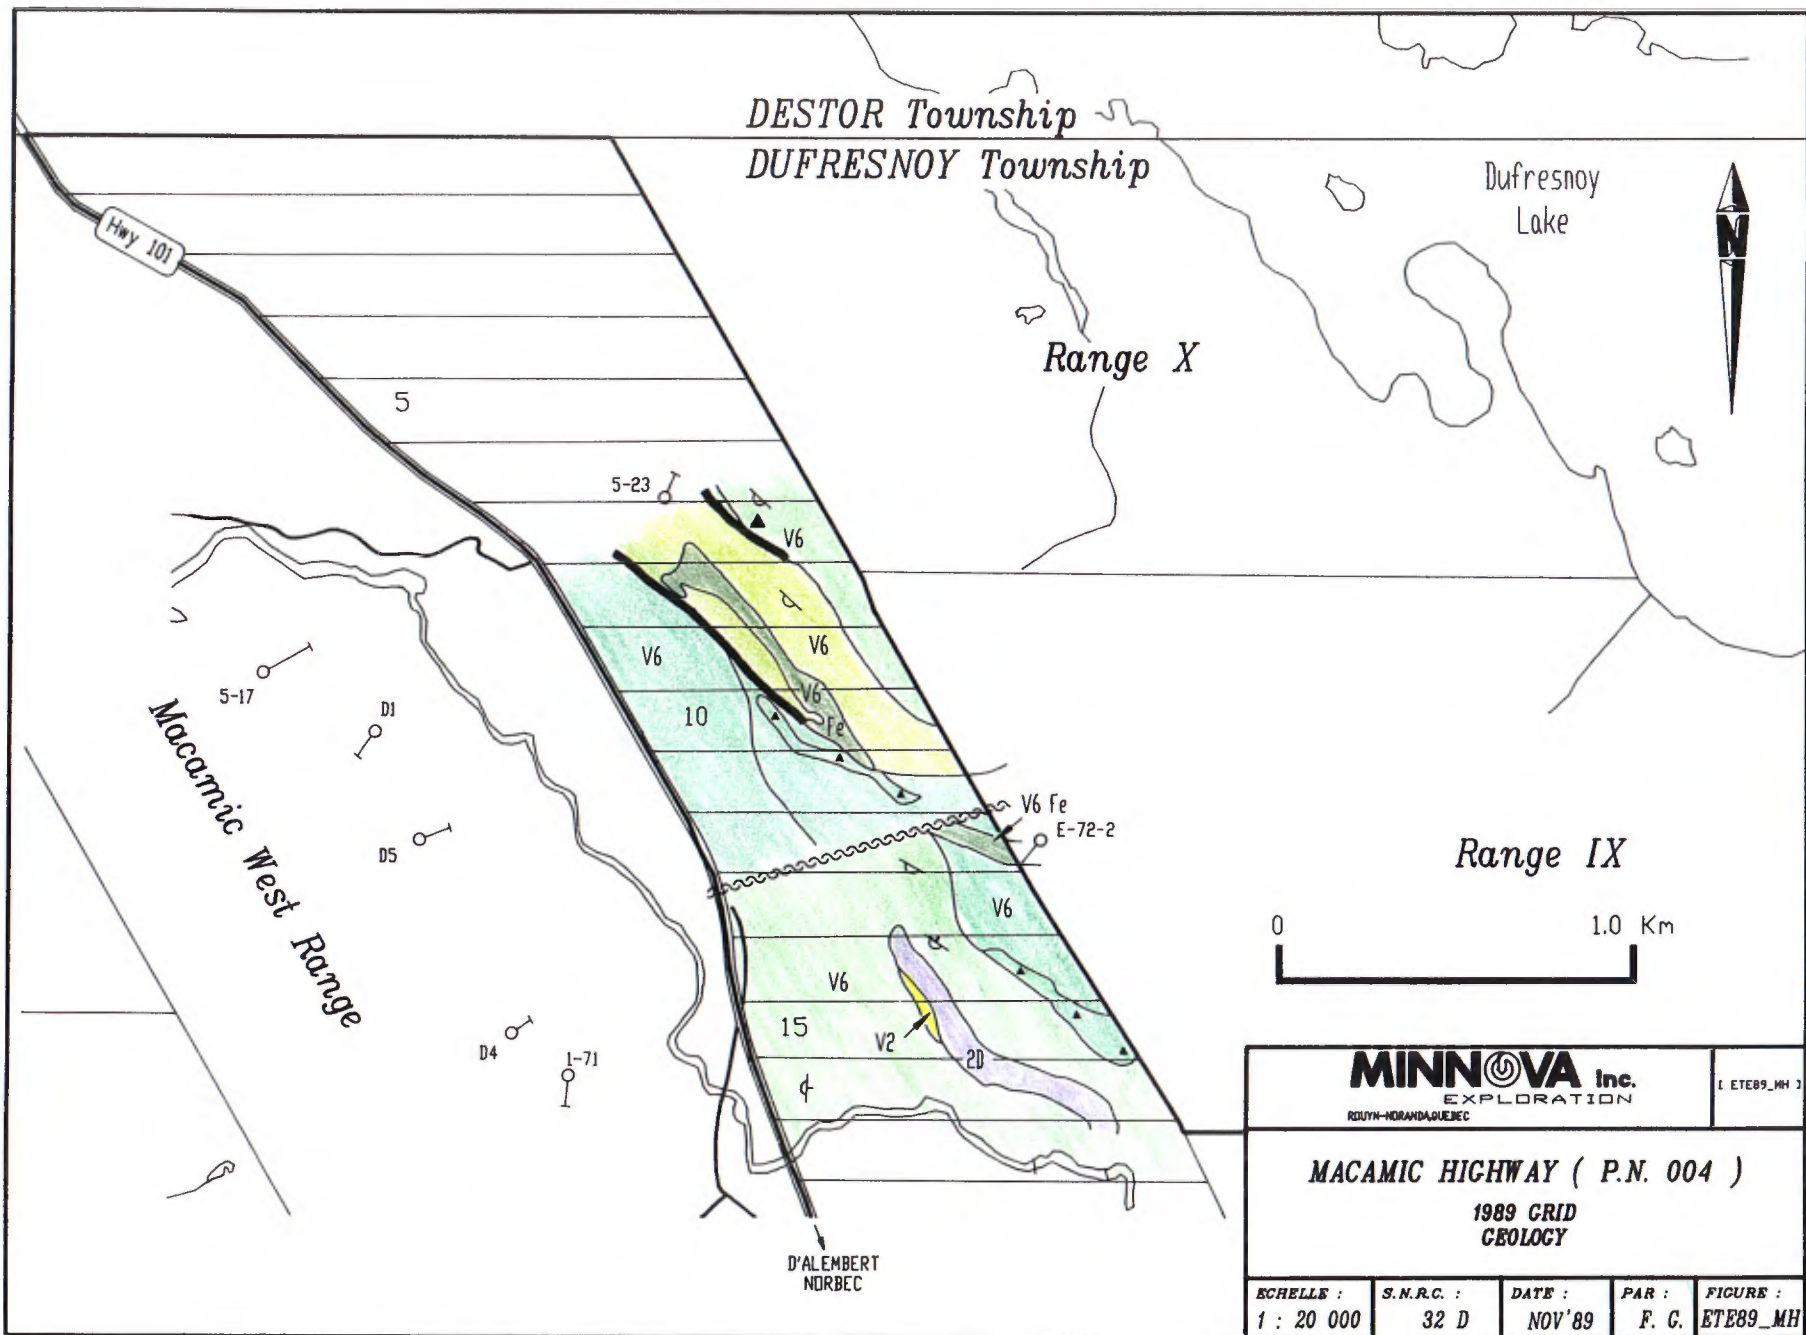 DESTOR Township
DUFRESNOY Township
Dufresnoy
Lake
N
Hwy 101
Range X
5
5-23
V6
V6
V6
5-17
V6
10
Fe
D1
Macamic West Range
V6 Fe
E-72-2
D5
Range IX
V6
0 1.0 Km
V6
15
V2
D4
1-71
2D
D'ALEMBERT
NORBEC
MINNOVA Inc.
EXPLORATION
ROUYN-NORANDA,QUEBEC
[ ETE89_MH ]
MACAMIC HIGHWAY ( P.N. 004 )
1989 GRID
GEOLOGY
ECHELLE : S.N.R.C. : DATE : PAR : FIGURE :
1 : 20 000 32 D NOV'89 F. G. ETE89_MH